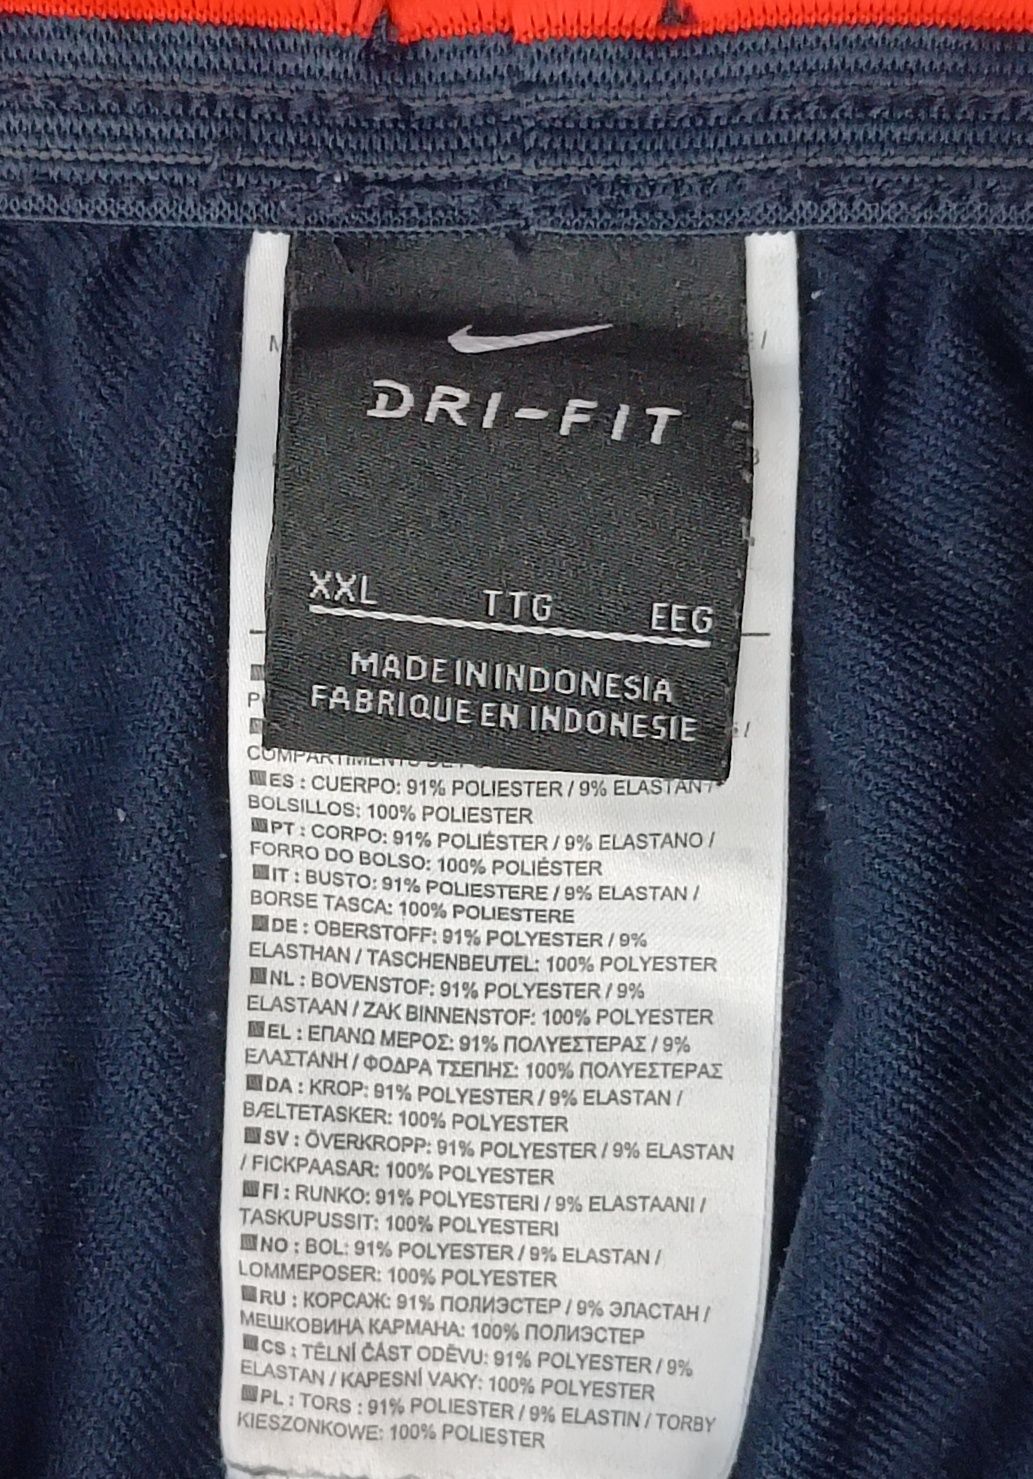 DRI-FIT
XXL TTG EEG
MADE IN INDONESIA
FABRIQUE EN INDONESIE
ES : CUERPO: 91% POLIESTER / 9% ELASTAN /
BOLSILLOS: 100% POLIESTER
PT : CORPO: 91% POLIÉSTER / 9% ELASTANO /
FORRO DO BOLSO: 100% POLIÉSTER
IT : BUSTO: 91% POLIESTERE / 9% ELASTAN /
BORSE TASCA: 100% POLIESTERE
DE : OBERSTOFF: 91% POLYESTER / 9%
ELASTHAN / TASCHENBEUTEL: 100% POLYESTER
NL : BOVENSTOF: 91% POLYESTER / 9%
ELASTAAN / ZAK BINNENSTOF: 100% POLYESTER
EL : ΕΠΑΝΩ ΜΕΡΟΣ: 91% ΠΟΛΥΕΣΤΕΡΑΣ / 9%
ΕΛΑΣΤΑΝΗ / ΦΟΔΡΑ ΤΣΕΠΗΣ: 100% ΠΟΛΥΕΣΤΕΡΑΣ
DA : KROP: 91% POLYESTER / 9% ELASTAN /
BÆLTETASKER: 100% POLYESTER
SV : ÖVERKROPP: 91% POLYESTER / 9% ELASTAN
/ FICKPAASAR: 100% POLYESTER
FI : RUNKO: 91% POLYESTERI / 9% ELASTAANI /
TASKUPUSSIT: 100% POLYESTERI
NO : BOL: 91% POLYESTER / 9% ELASTAN /
LOMMEPOSER: 100% POLYESTER
RU : КОРСАЖ: 91% ПОЛИЭСТЕР / 9% ЭЛАСТАН /
МЕШКОВИНА КАРМАНА: 100% ПОЛИЭСТЕР
CS : TĚLNÍ ČÁST ODĚVU: 91% POLYESTER / 9%
ELASTAN / KAPESNÍ VAKY: 100% POLYESTER
PL : TORS : 91% POLIESTER / 9% ELASTIN / TORBY
KIESZONKOWE: 100% POLIESTER